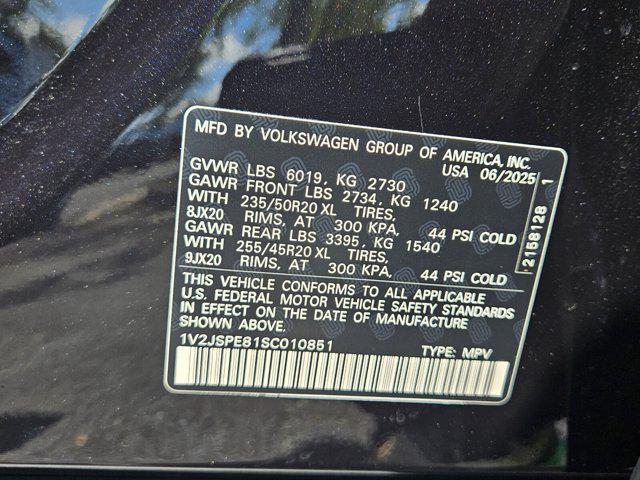 MFD BY VOLKSWAGEN GROUP OF AMERICA, INC.
USA 06/2025
GVWR LBS 6019, KG 2730
GAWR FRONT LBS 2734, KG 1240
WITH 235/50R20 XL TIRES,
8JX20 RIMS, AT 300 KPA, 44 PSI COLD
GAWR REAR LBS 3395, KG 1540
WITH 255/45R20 XL TIRES,
9JX20 RIMS, AT 300 KPA, 44 PSI COLD
THIS VEHICLE CONFORMS TO ALL APPLICABLE
U.S. FEDERAL MOTOR VEHICLE SAFETY STANDARDS
IN EFFECT ON THE DATE OF MANUFACTURE
SHOWN ABOVE.
1V2JSPE81SC010851 TYPE: MPV
2158128 1